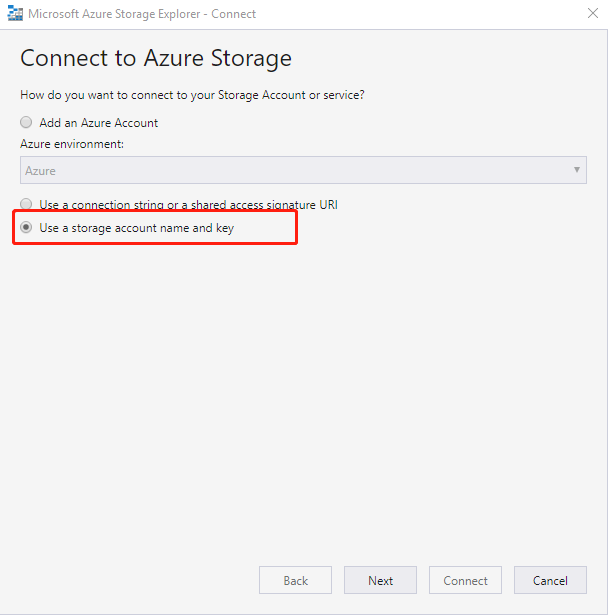 Microsoft Azure Storage Explorer - Connect
Connect to Azure Storage
How do you want to connect to your Storage Account or service?
Add an Azure Account
Azure environment:
Azure
Use a connection string or a shared access signature URI
Use a storage account name and key
Back Next Connect Cancel